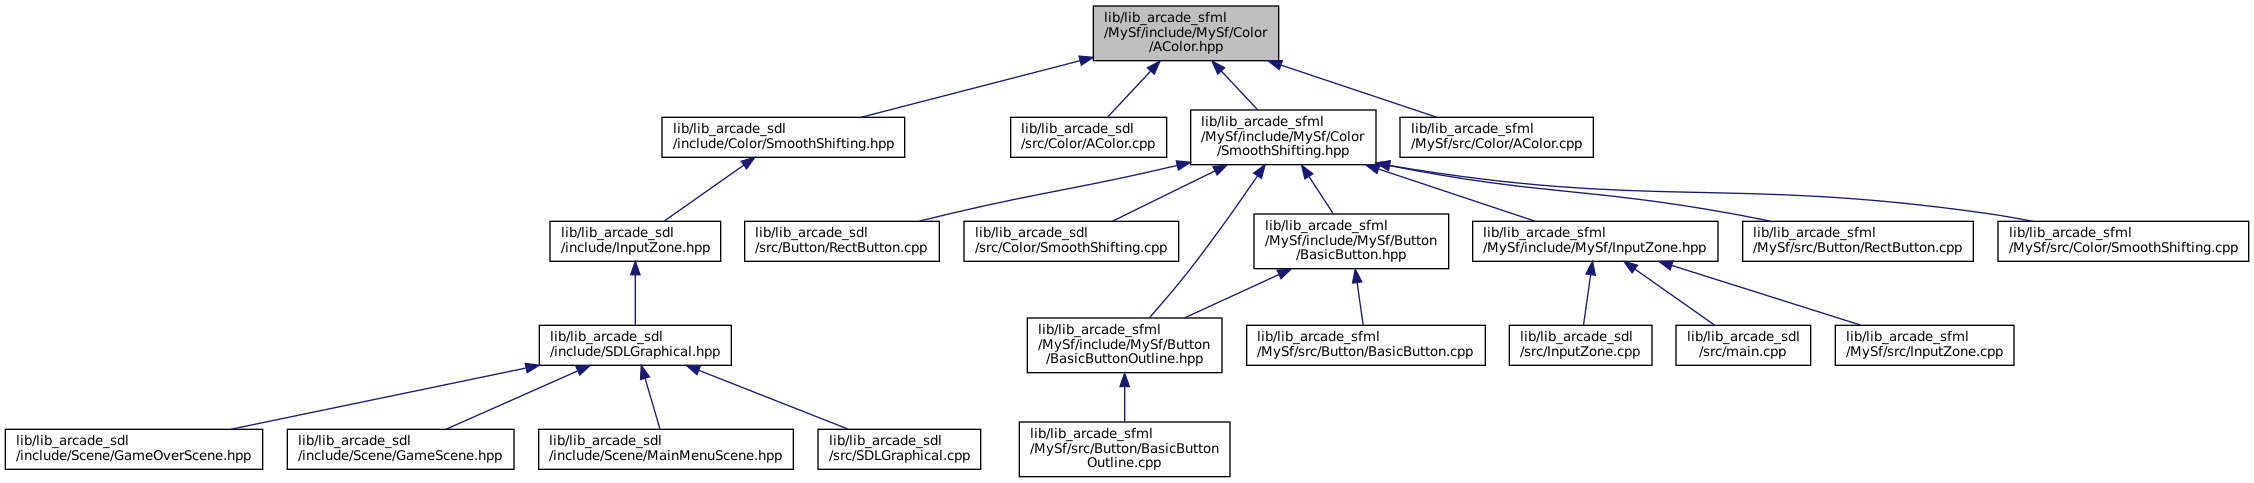 lib/lib_arcade_sfml
/MySf/include/MySf/Color
/AColor.hpp
lib/lib_arcade_sdl
/include/Color/SmoothShifting.hpp
lib/lib_arcade_sdl
/src/Color/AColor.cpp
lib/lib_arcade_sfml
/MySf/include/MySf/Color
/SmoothShifting.hpp
lib/lib_arcade_sfml
/MySf/src/Color/AColor.cpp
lib/lib_arcade_sdl
/include/InputZone.hpp
lib/lib_arcade_sdl
/src/Button/RectButton.cpp
lib/lib_arcade_sdl
/src/Color/SmoothShifting.cpp
lib/lib_arcade_sfml
/MySf/include/MySf/Button
/BasicButton.hpp
lib/lib_arcade_sfml
/MySf/include/MySf/InputZone.hpp
lib/lib_arcade_sfml
/MySf/src/Button/RectButton.cpp
lib/lib_arcade_sfml
/MySf/src/Color/SmoothShifting.cpp
lib/lib_arcade_sdl
/include/SDLGraphical.hpp
lib/lib_arcade_sfml
/MySf/include/MySf/Button
/BasicButtonOutline.hpp
lib/lib_arcade_sfml
/MySf/src/Button/BasicButton.cpp
lib/lib_arcade_sdl
/src/InputZone.cpp
lib/lib_arcade_sdl
/src/main.cpp
lib/lib_arcade_sfml
/MySf/src/InputZone.cpp
lib/lib_arcade_sdl
/include/Scene/GameOverScene.hpp
lib/lib_arcade_sdl
/include/Scene/GameScene.hpp
lib/lib_arcade_sdl
/include/Scene/MainMenuScene.hpp
lib/lib_arcade_sdl
/src/SDLGraphical.cpp
lib/lib_arcade_sfml
/MySf/src/Button/BasicButton
Outline.cpp